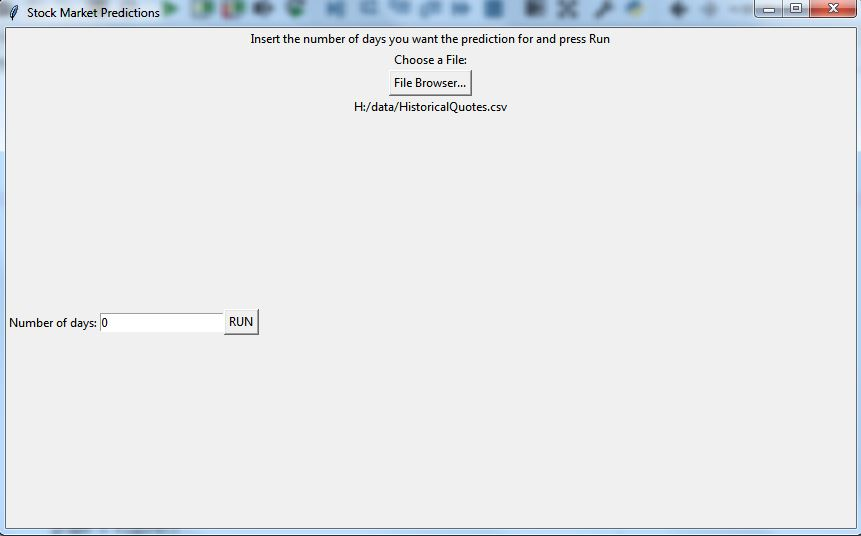 Stock Market Predictions
Insert the number of days you want the prediction for and press Run
Choose a File:
File Browser...
H:/data/HistoricalQuotes.csv
Number of days: 0 RUN